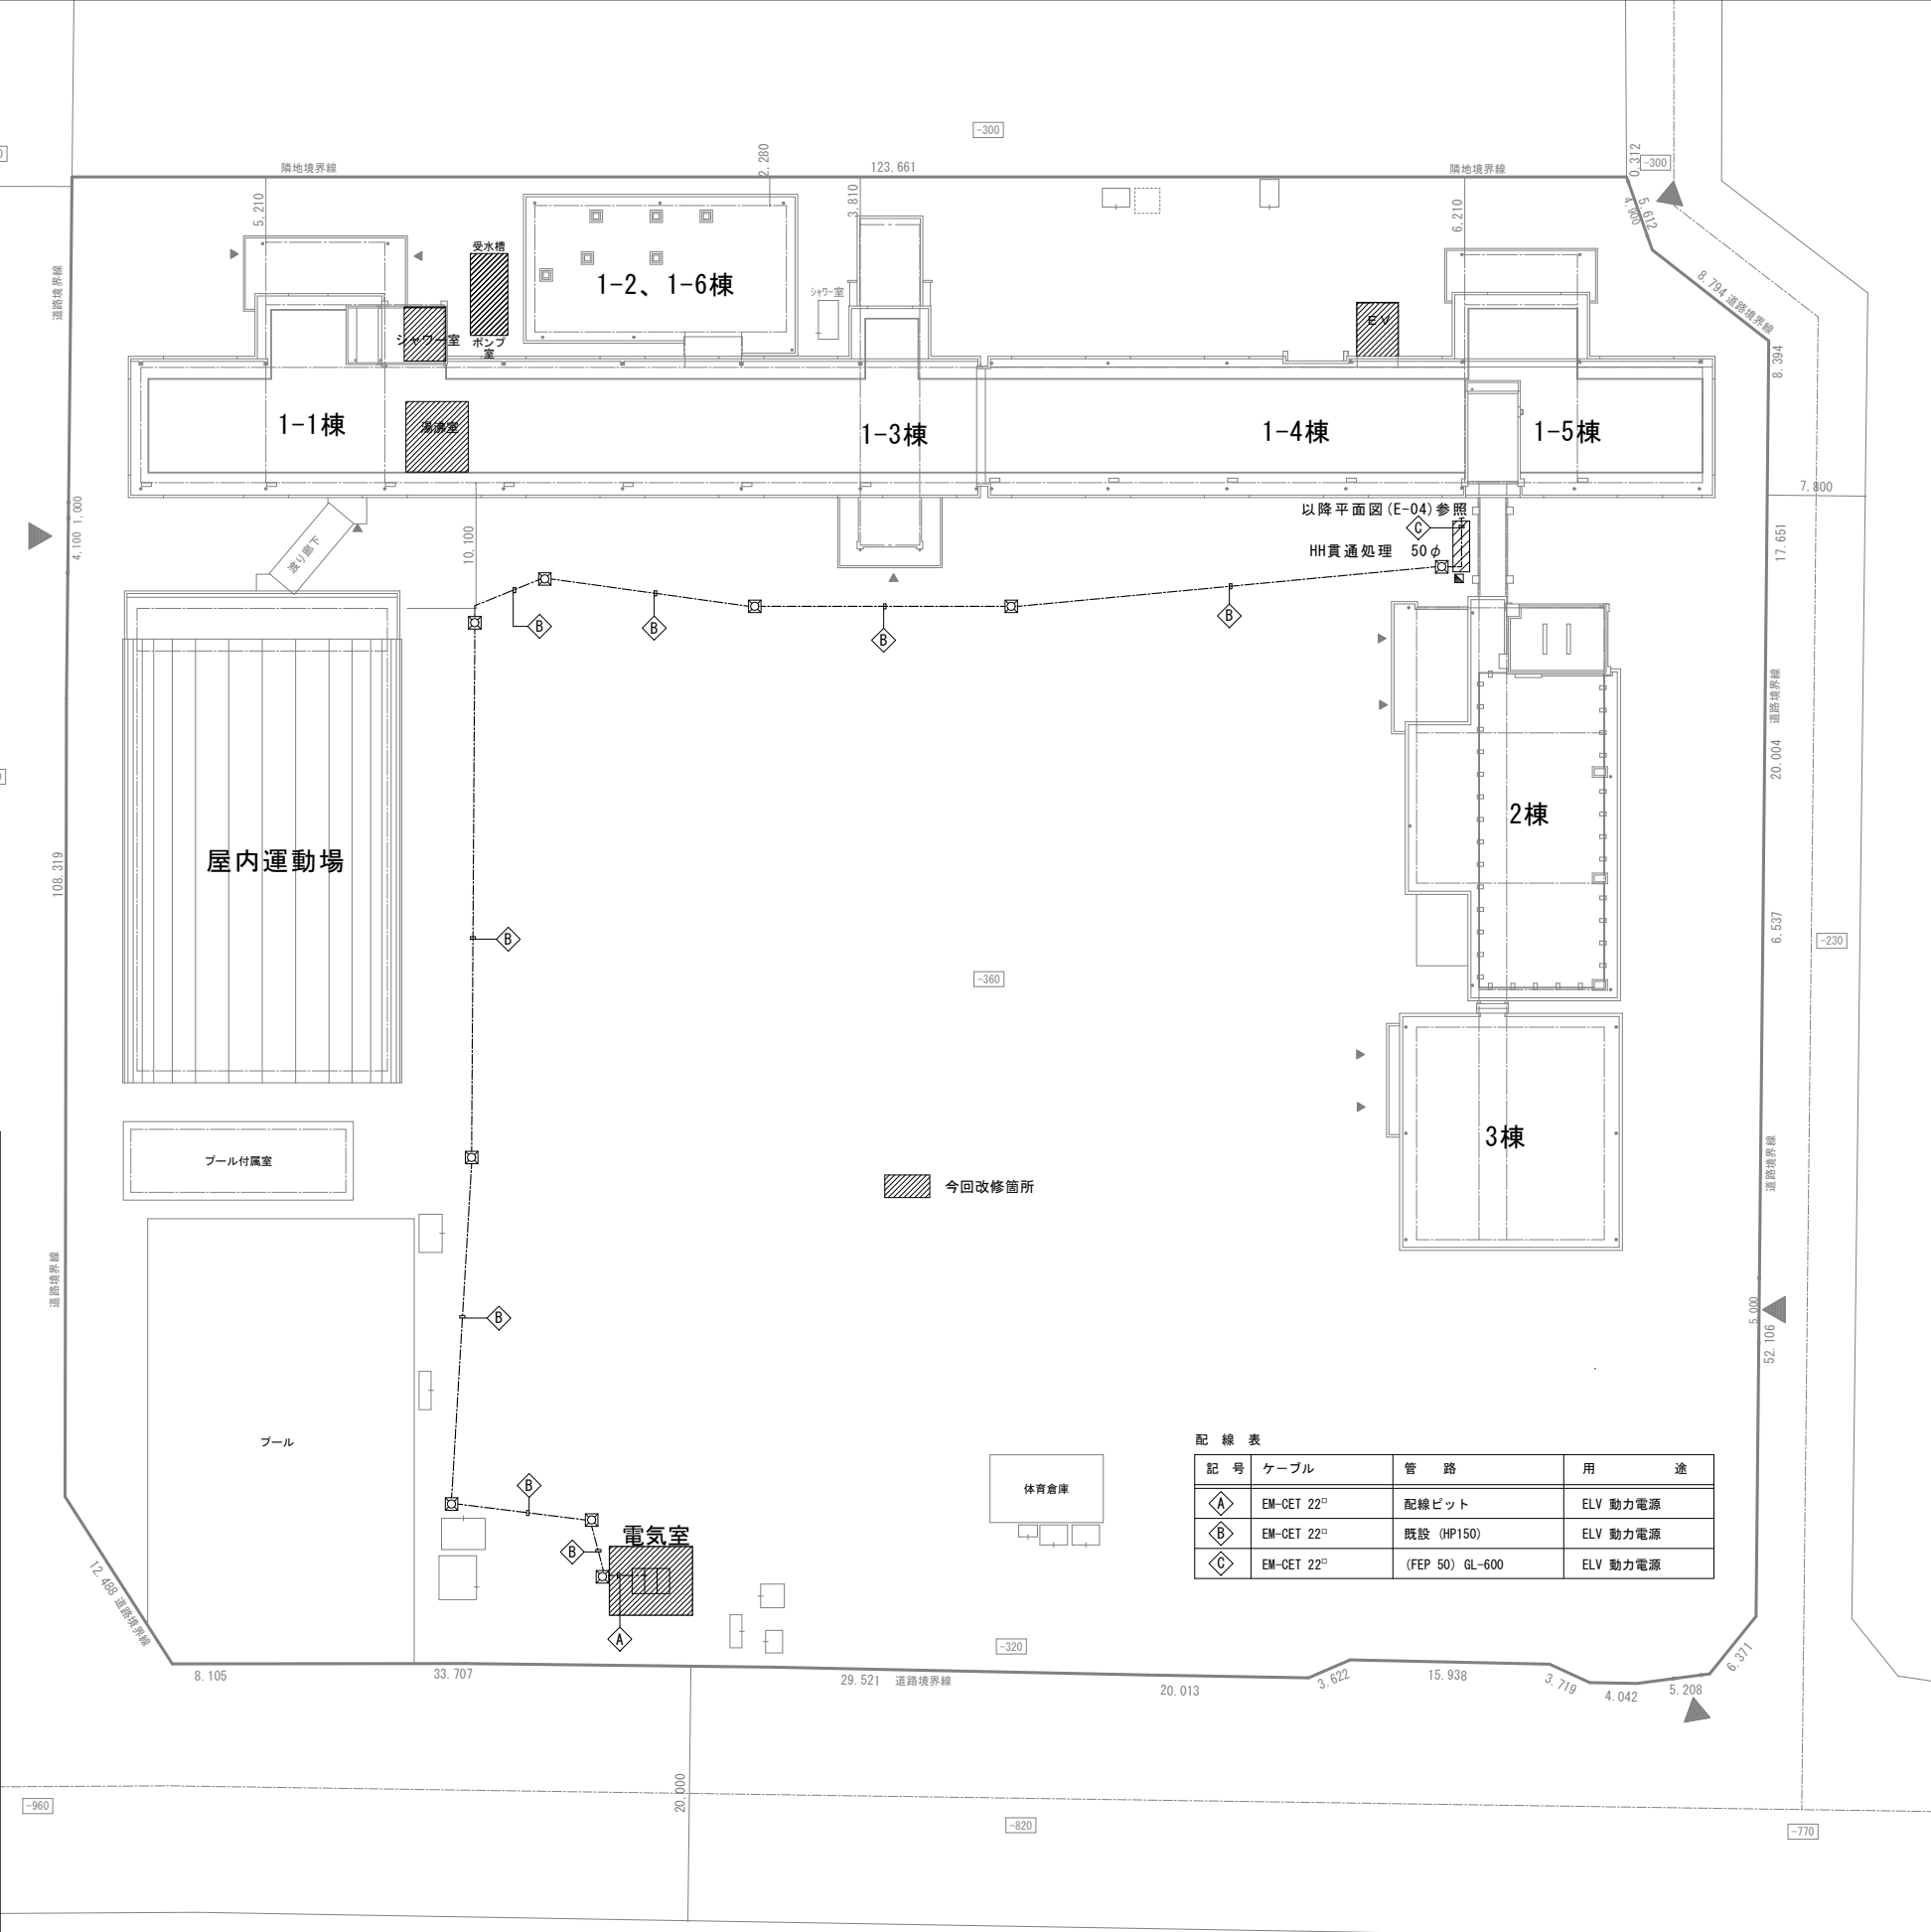 -300
隣地境界線
2,280
123.661
隣地境界線
0.312
-300
5,210
3,810
6,210
4.900
5.612
受水槽
1-2、1-6棟
シャワー室
道路境界線
8.794 道路境界線
シャワー室
ポンプ
室
EV
8.394
1-1棟
湯沸室
1-3棟
1-4棟
1-5棟
7.800
4.100 1.000
10,100
渡り廊下
以降平面図(E-04)参照
C
HH貫通処理 50φ
17.651
B
B
B
B
道路境界線
20.004
2棟
屋内運動場
108.319
B
6.537
-230
-360
3棟
プール付属室
今回改修箇所
道路境界線
道路境界線
B
5.000
52.106
プール
配 線 表
記 号 ケーブル 管 路 用 途
A EM-CET 22□ 配線ピット ELV 動力電源
B EM-CET 22□ 既設 (HP150) ELV 動力電源
C EM-CET 22□ (FEP 50) GL-600 ELV 動力電源
体育倉庫
B
電気室
B
A
12.488 道路境界線
-320
8.105
33.707
29.521 道路境界線
20.013
3.622
15.938
3.719
4.042
5.208
6.371
20.000
-960
-820
-770